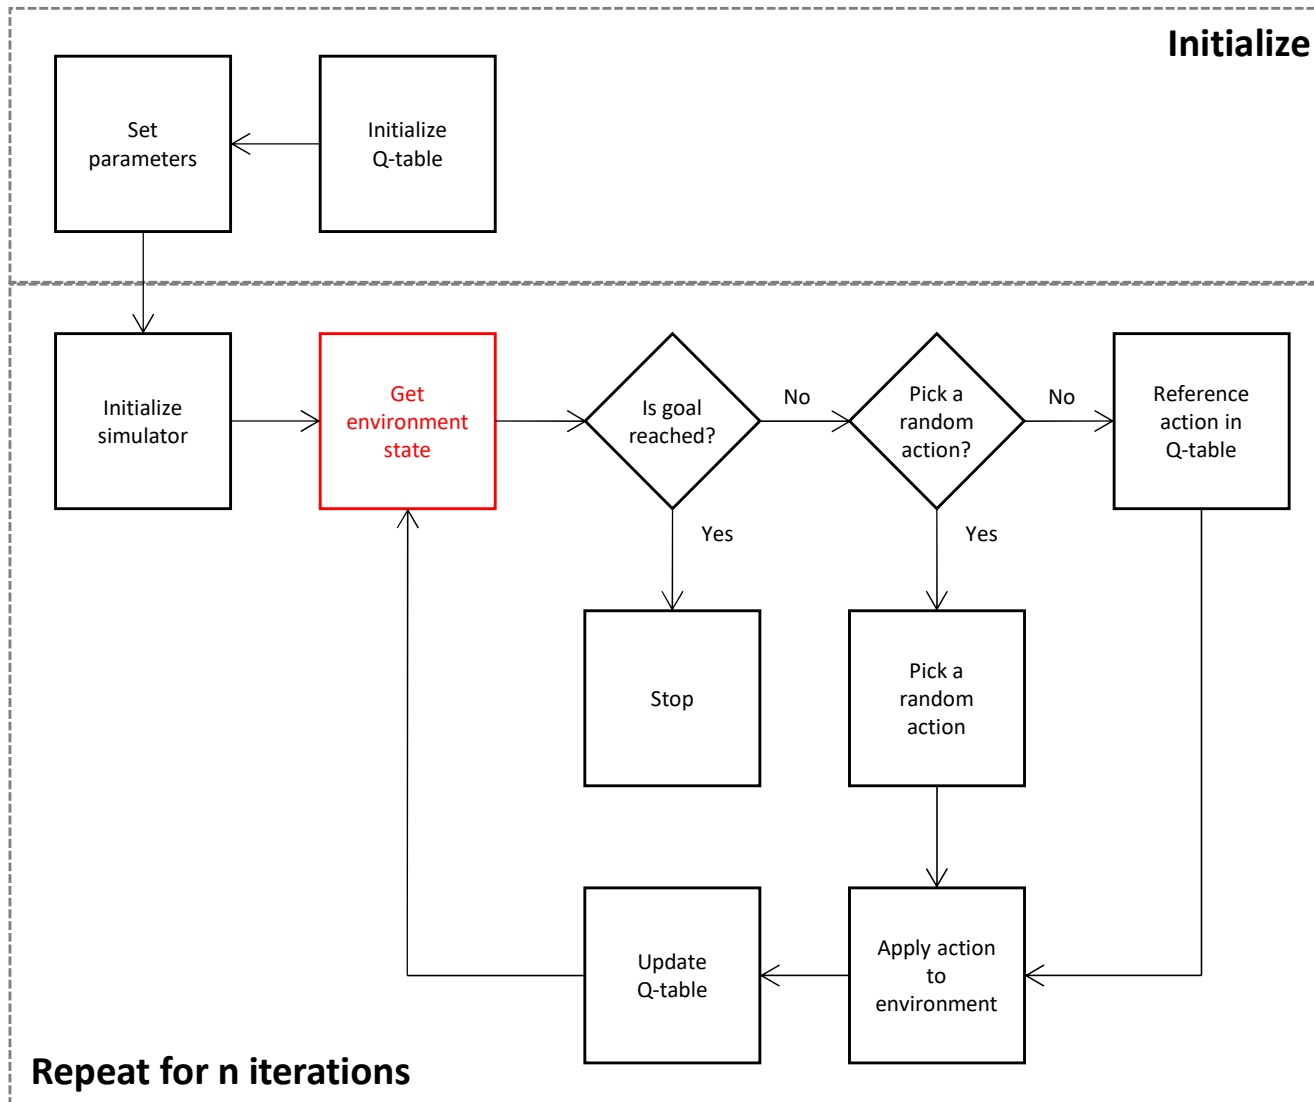 Initialize
Set
parameters
Initialize
Q-table
Initialize
simulator
Get
environment
state
Is goal
reached?
No
Pick a
random
action?
No
Reference
action in
Q-table
Yes
Yes
Stop
Pick a
random
action
Update
Q-table
Apply action
to
environment
Repeat for n iterations